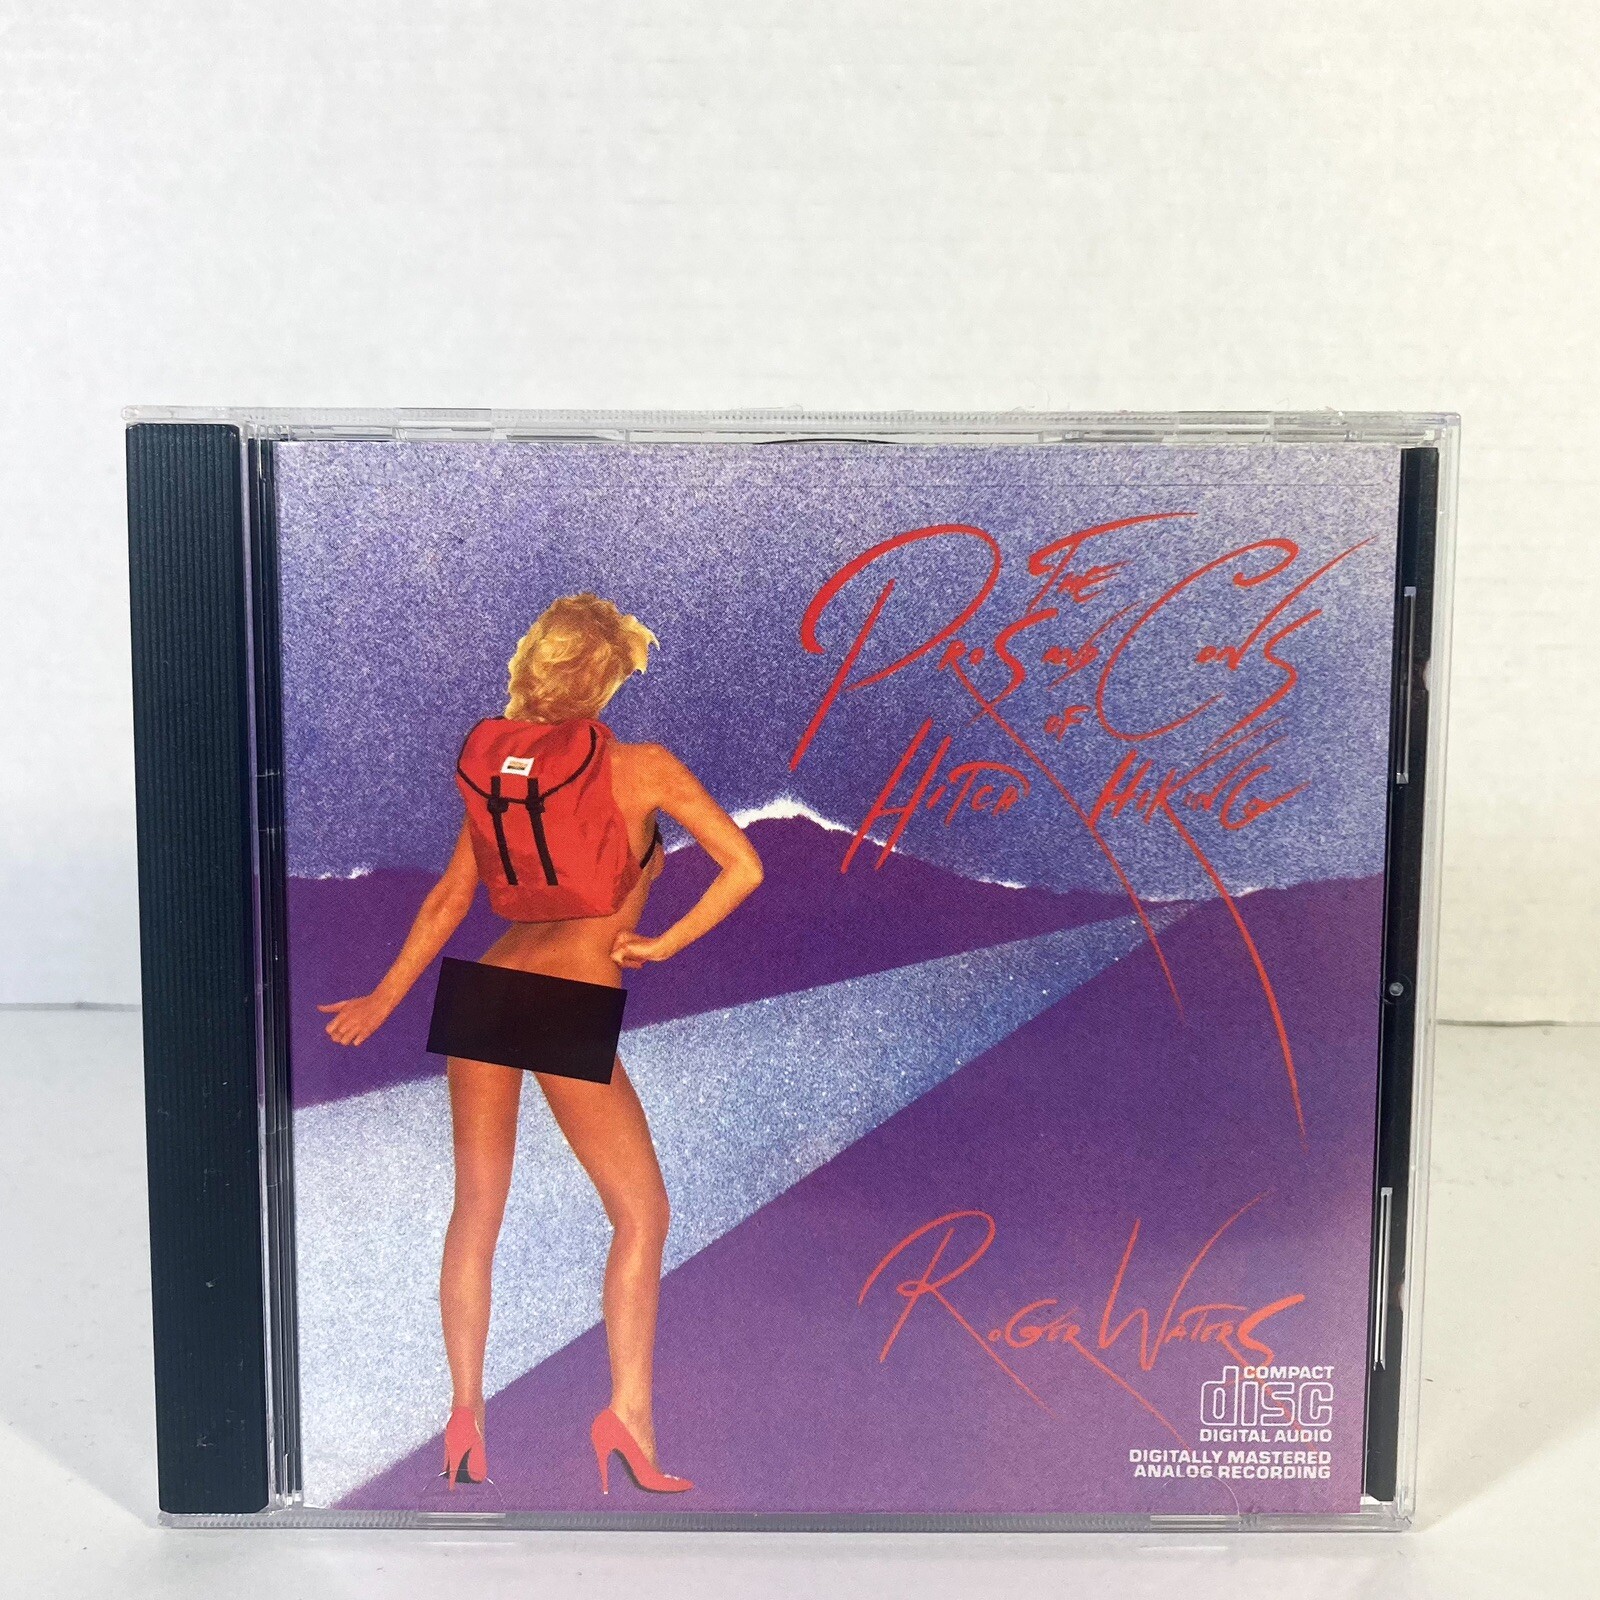 THE
PROS AND CONS
OF
HITCH HIKING
ROGER WATERS
COMPACT
disc
DIGITAL AUDIO
DIGITALLY MASTERED
ANALOG RECORDING